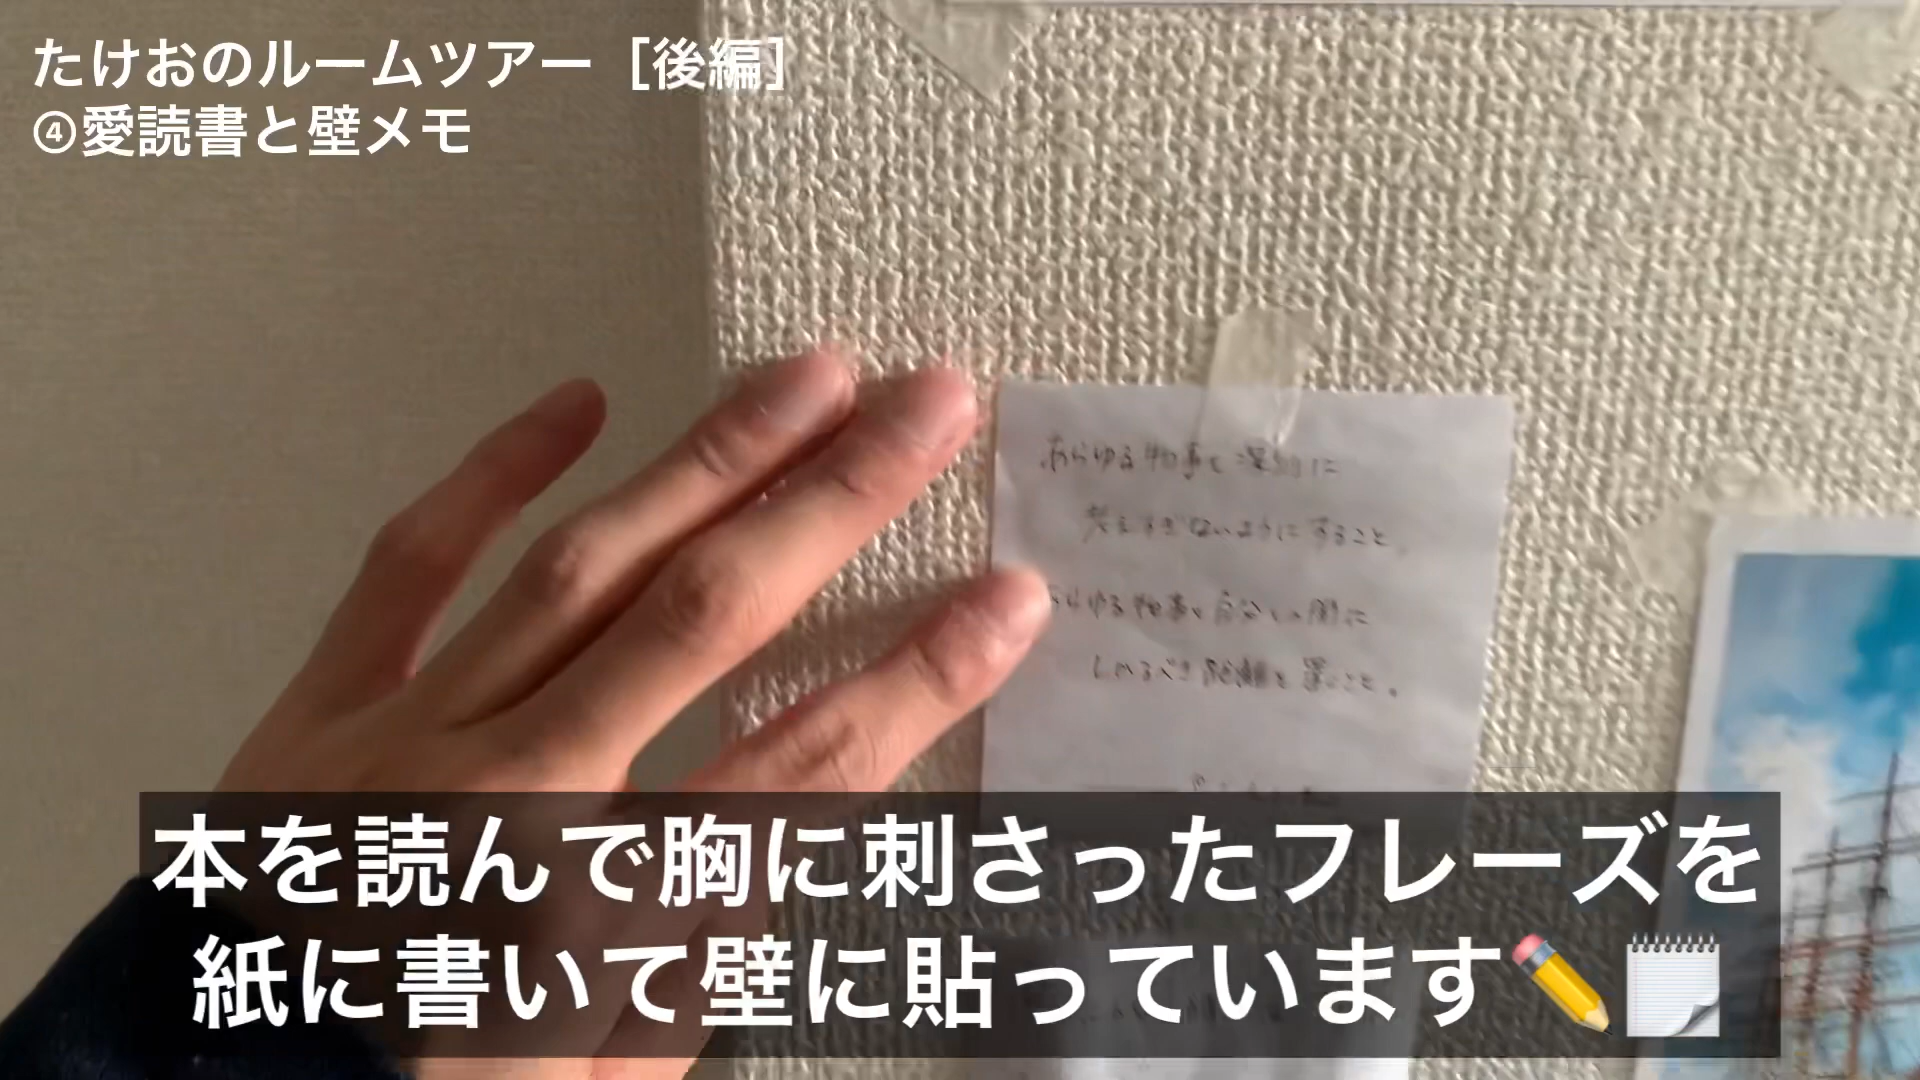 たけおのルームツアー［後編］
④愛読書と壁メモ
あらゆる物事を深刻に
考えすぎないようにすること。
あらゆる物事と自分との間に
しかるべき距離を置くこと。
本を読んで胸に刺さったフレーズを
紙に書いて壁に貼っています✏️🗒️